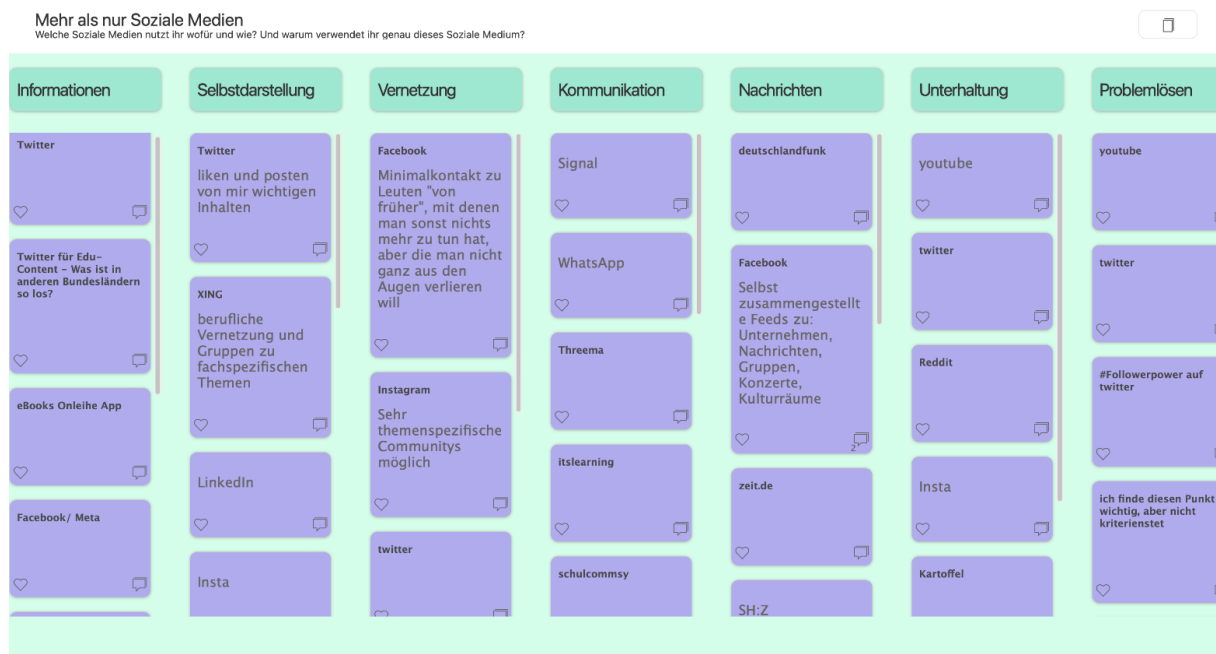 Mehr als nur Soziale Medien
Welche Soziale Medien nutzt ihr wofür und wie? Und warum verwendet ihr genau dieses Soziale Medium?
Informationen
Twitter
Twitter für Edu-
Content - Was ist in
anderen Bundesländern
so los?
eBooks Onleihe App
Facebook/ Meta
Selbstdarstellung
Twitter
liken und posten
von mir wichtigen
Inhalten
XING
berufliche
Vernetzung und
Gruppen zu
fachspezifischen
Themen
LinkedIn
Insta
Vernetzung
Facebook
Minimalkontakt zu
Leuten "von
früher", mit denen
man sonst nichts
mehr zu tun hat,
aber die man nicht
ganz aus den
Augen verlieren
will
Instagram
Sehr
themenspezifische
Communitys
möglich
twitter
Kommunikation
Signal
WhatsApp
Threema
itslearning
schulcommsy
Nachrichten
deutschlandfunk
Facebook
Selbst
zusammengestellt
e Feeds zu:
Unternehmen,
Nachrichten,
Gruppen,
Konzerte,
Kulturräume
2
zeit.de
SH:Z
Unterhaltung
youtube
twitter
Reddit
Insta
Kartoffel
Problemlösen
youtube
twitter
#Followerpower auf
twitter
ich finde diesen Punkt
wichtig, aber nicht
kriterienstet